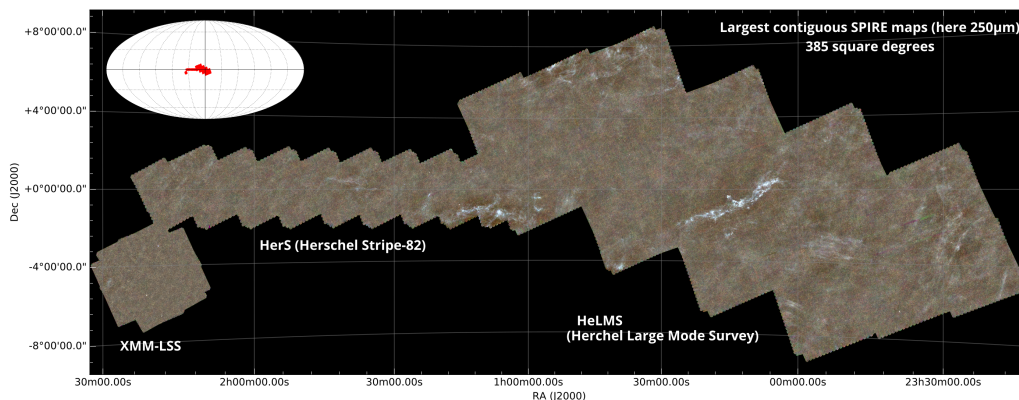 Largest contiguous SPIRE maps (here 250μm)
385 square degrees
+8°00'00.0"
+4°00'00.0"
+0°00'00.0"
-4°00'00.0"
-8°00'00.0"
Dec (J2000)
HerS (Herschel Stripe-82)
HeLMS
(Herchel Large Mode Survey)
XMM-LSS
30m00.00s
2h00m00.00s
30m00.00s
1h00m00.00s
30m00.00s
00m00.00s
23h30m00.00s
RA (J2000)